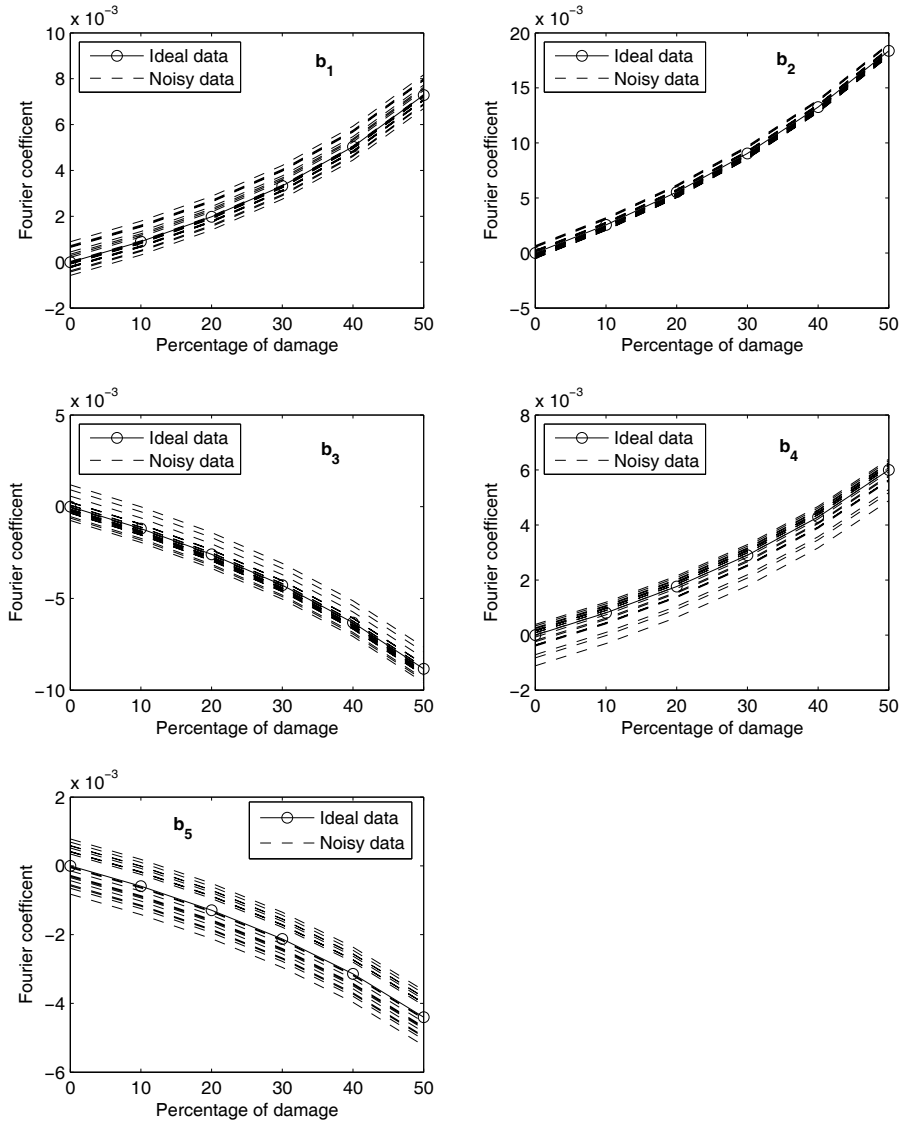 x 10⁻³
10
8
6
4
2
0
−2
Fourier coefficent
Ideal data
Noisy data
b₁
0 10 20 30 40 50
Percentage of damage
x 10⁻³
20
15
10
5
0
−5
Fourier coefficent
Ideal data
Noisy data
b₂
0 10 20 30 40 50
Percentage of damage
x 10⁻³
5
0
−5
−10
Fourier coefficent
Ideal data
Noisy data
b₃
0 10 20 30 40 50
Percentage of damage
x 10⁻³
8
6
4
2
0
−2
Fourier coefficent
Ideal data
Noisy data
b₄
0 10 20 30 40 50
Percentage of damage
x 10⁻³
2
0
−2
−4
−6
Fourier coefficent
b₅
Ideal data
Noisy data
0 10 20 30 40 50
Percentage of damage